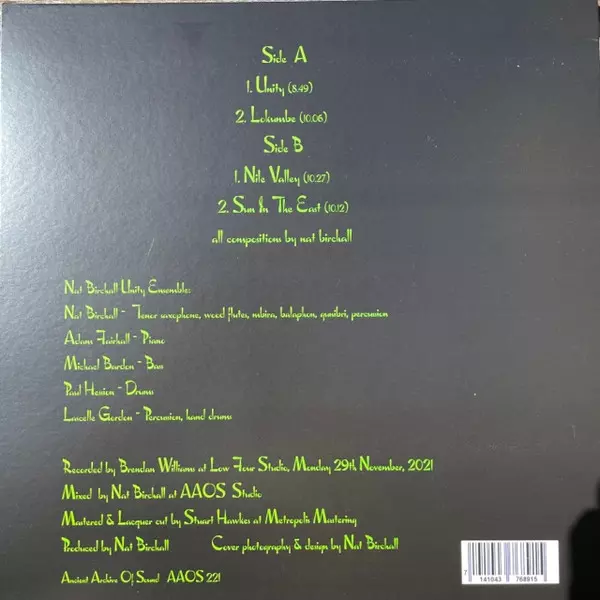 Side A
1. Unity (8.49)
2. Lokumbe (10.06)
Side B
1. Nile Valley (10.27)
2. Sun In The East (10.12)
all compositions by nat birchall
Nat Birchall Unity Ensemble:
Nat Birchall - Tenor saxophone, wood flutes, mbira, balaphon, gunibri, percussion
Adam Fairhall - Piano
Michael Bardon - Bass
Paul Hession - Drums
Lascelle Gordon - Percussion, hand drums
Recorded by Brendan Williams at Low Four Studio, Monday 29th November, 2021
Mixed by Nat Birchall at AAOS Studio
Mastered & Lacquer cut by Stuart Hawkes at Metropolis Mastering
Produced by Nat Birchall Cover photography & design by Nat Birchall
Ancient Archive Of Sound AAOS 221
7 141043 768915